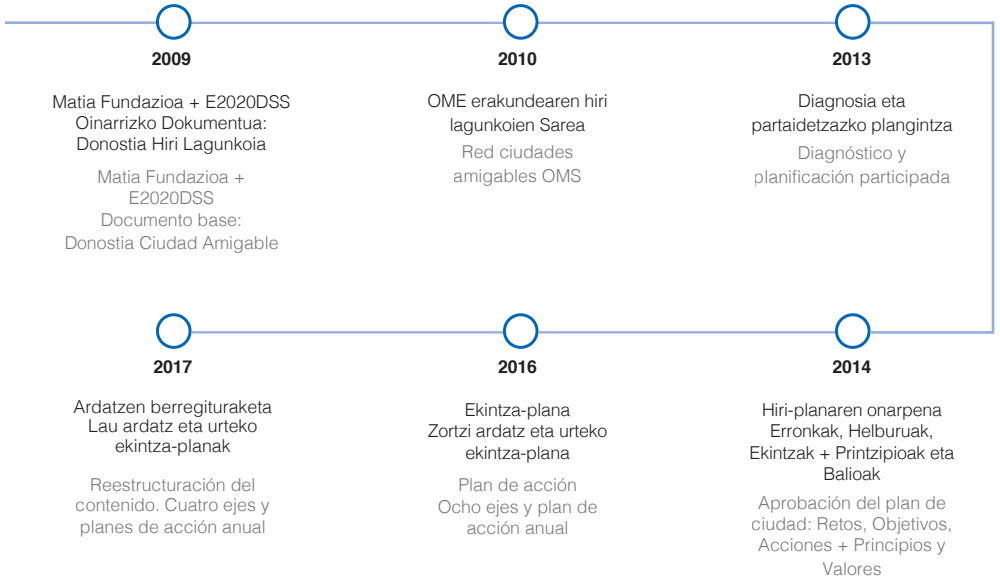 2009
Matia Fundazioa + E2020DSS
Oinarrizko Dokumentua:
Donostia Hiri Lagunkoia
Matia Fundazioa +
E2020DSS
Documento base:
Donostia Ciudad Amigable
2010
OME erakundearen hiri
lagunkoien Sarea
Red ciudades
amigables OMS
2013
Diagnosia eta
partaidetzazko plangintza
Diagnóstico y
planificación participada
2017
Ardatzen berregituraketa
Lau ardatz eta urteko
ekintza-planak
Reestructuración del
contenido. Cuatro ejes y
planes de acción anual
2016
Ekintza-plana
Zortzi ardatz eta urteko
ekintza-plana
Plan de acción
Ocho ejes y plan de
acción anual
2014
Hiri-planaren onarpena
Erronkak, Helburuak,
Ekintzak + Printzipioak eta
Balioak
Aprobación del plan de
ciudad: Retos, Objetivos,
Acciones + Principios y
Valores